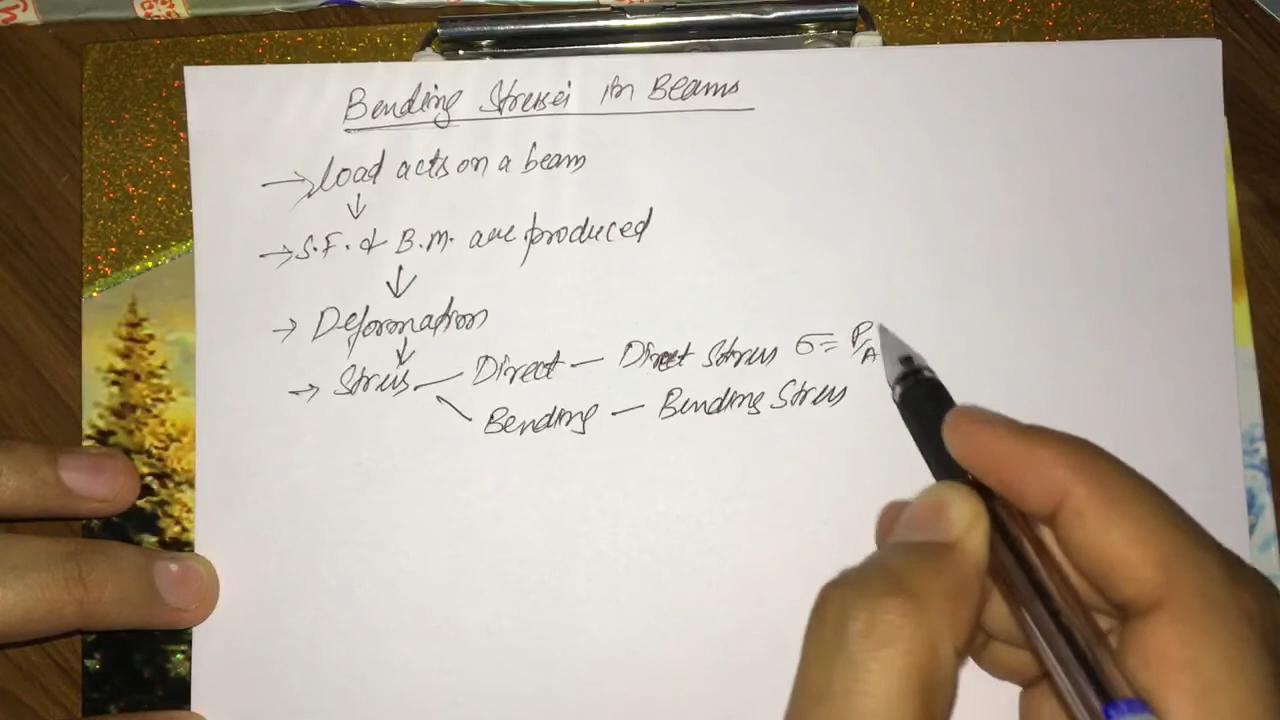 Bending Stresses in Beams
→ load acts on a beam
↓
→ S.F. & B.M. are produced
↓
→ Deformation
↓
→ Stress — Direct — Direct Stress σ = P/A
Bending — Bending Stress